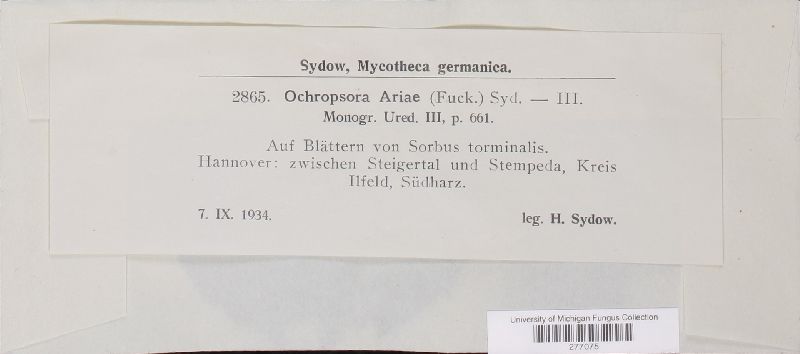 Sydow, Mycotheca germanica.
2865. Ochropsora Ariae (Fuck.) Syd. — III.
Monogr. Ured. III, p. 661.
Auf Blättern von Sorbus torminalis.
Hannover: zwischen Steigertal und Stempeda, Kreis
Ilfeld, Südharz.
7. IX. 1934. leg. H. Sydow.
University of Michigan Fungus Collection
277075